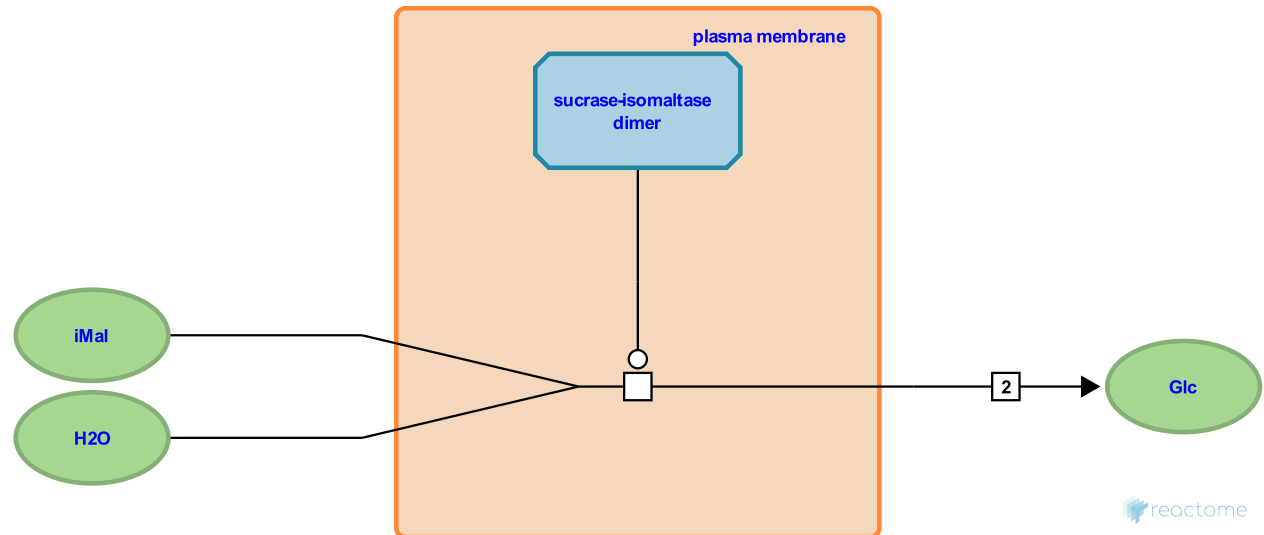 plasma membrane
sucrase-isomaltase
dimer
iMal
H2O
2
Glc
reactome